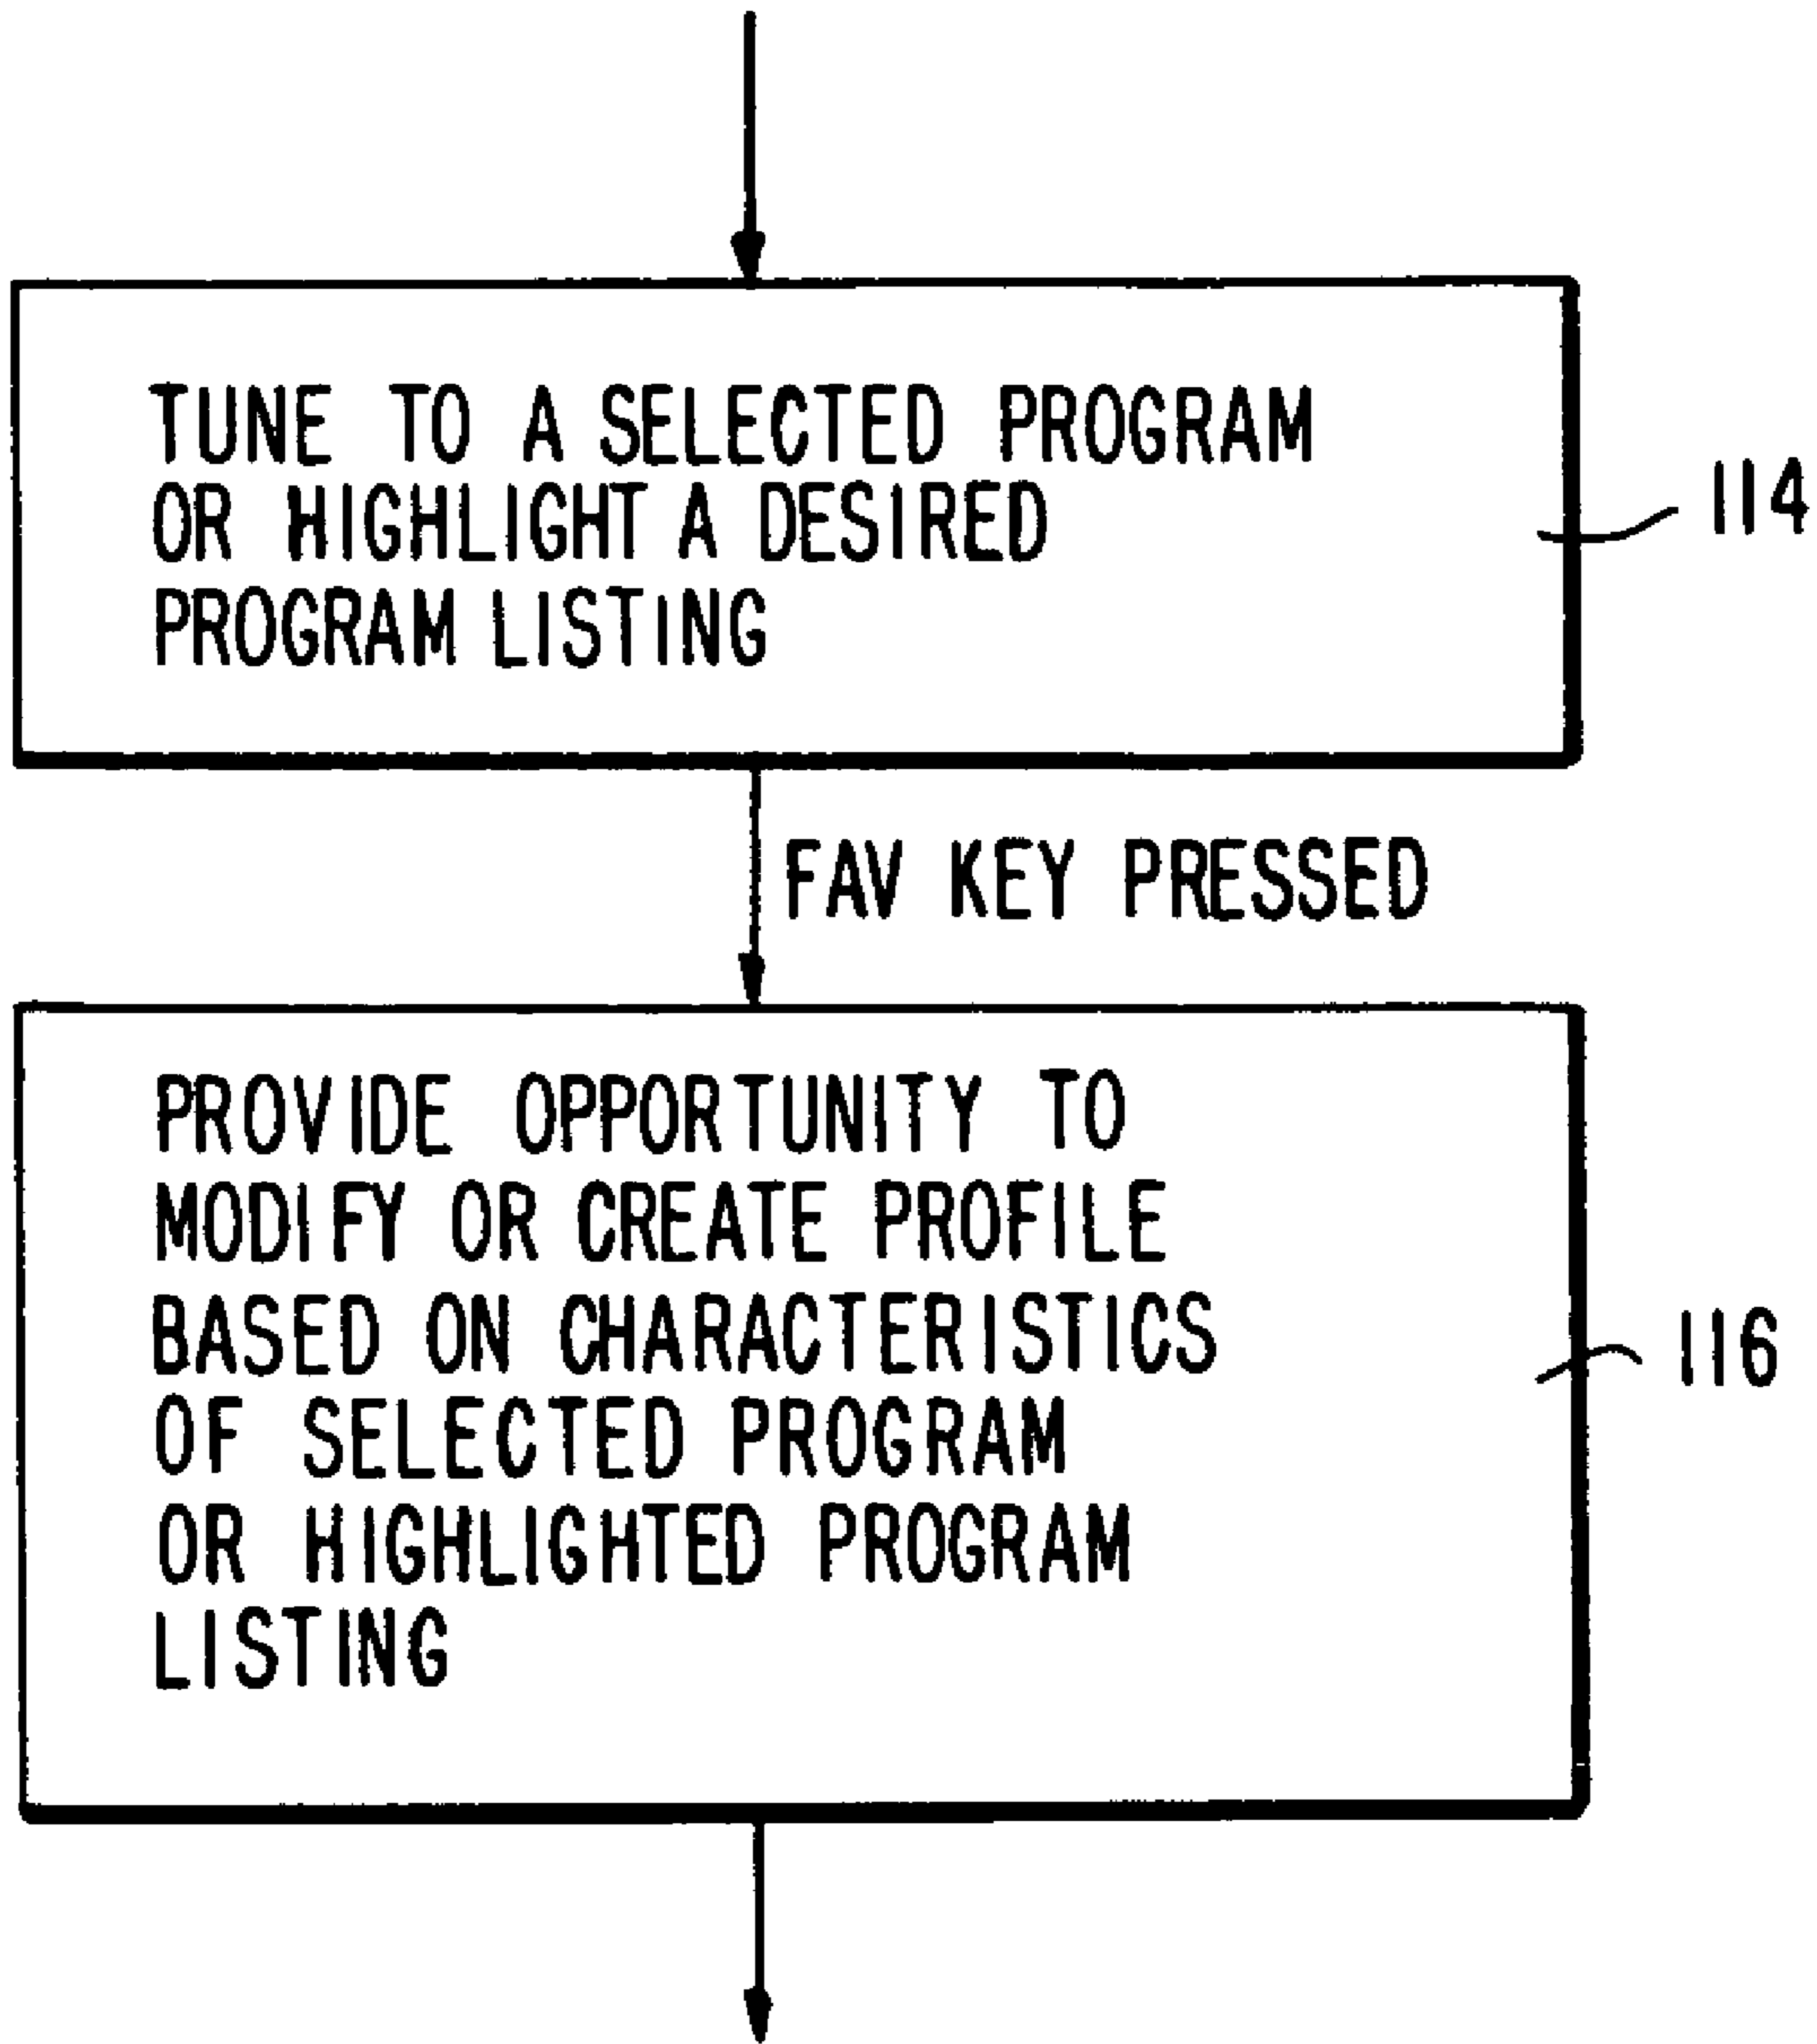 TUNE TO A SELECTED PROGRAM
OR HIGHLIGHT A DESIRED
PROGRAM LISTING
114
FAV KEY PRESSED
PROVIDE OPPORTUNITY TO
MODIFY OR CREATE PROFILE
BASED ON CHARACTERISTICS
OF SELECTED PROGRAM
OR HIGHLIGHTED PROGRAM
LISTING
116